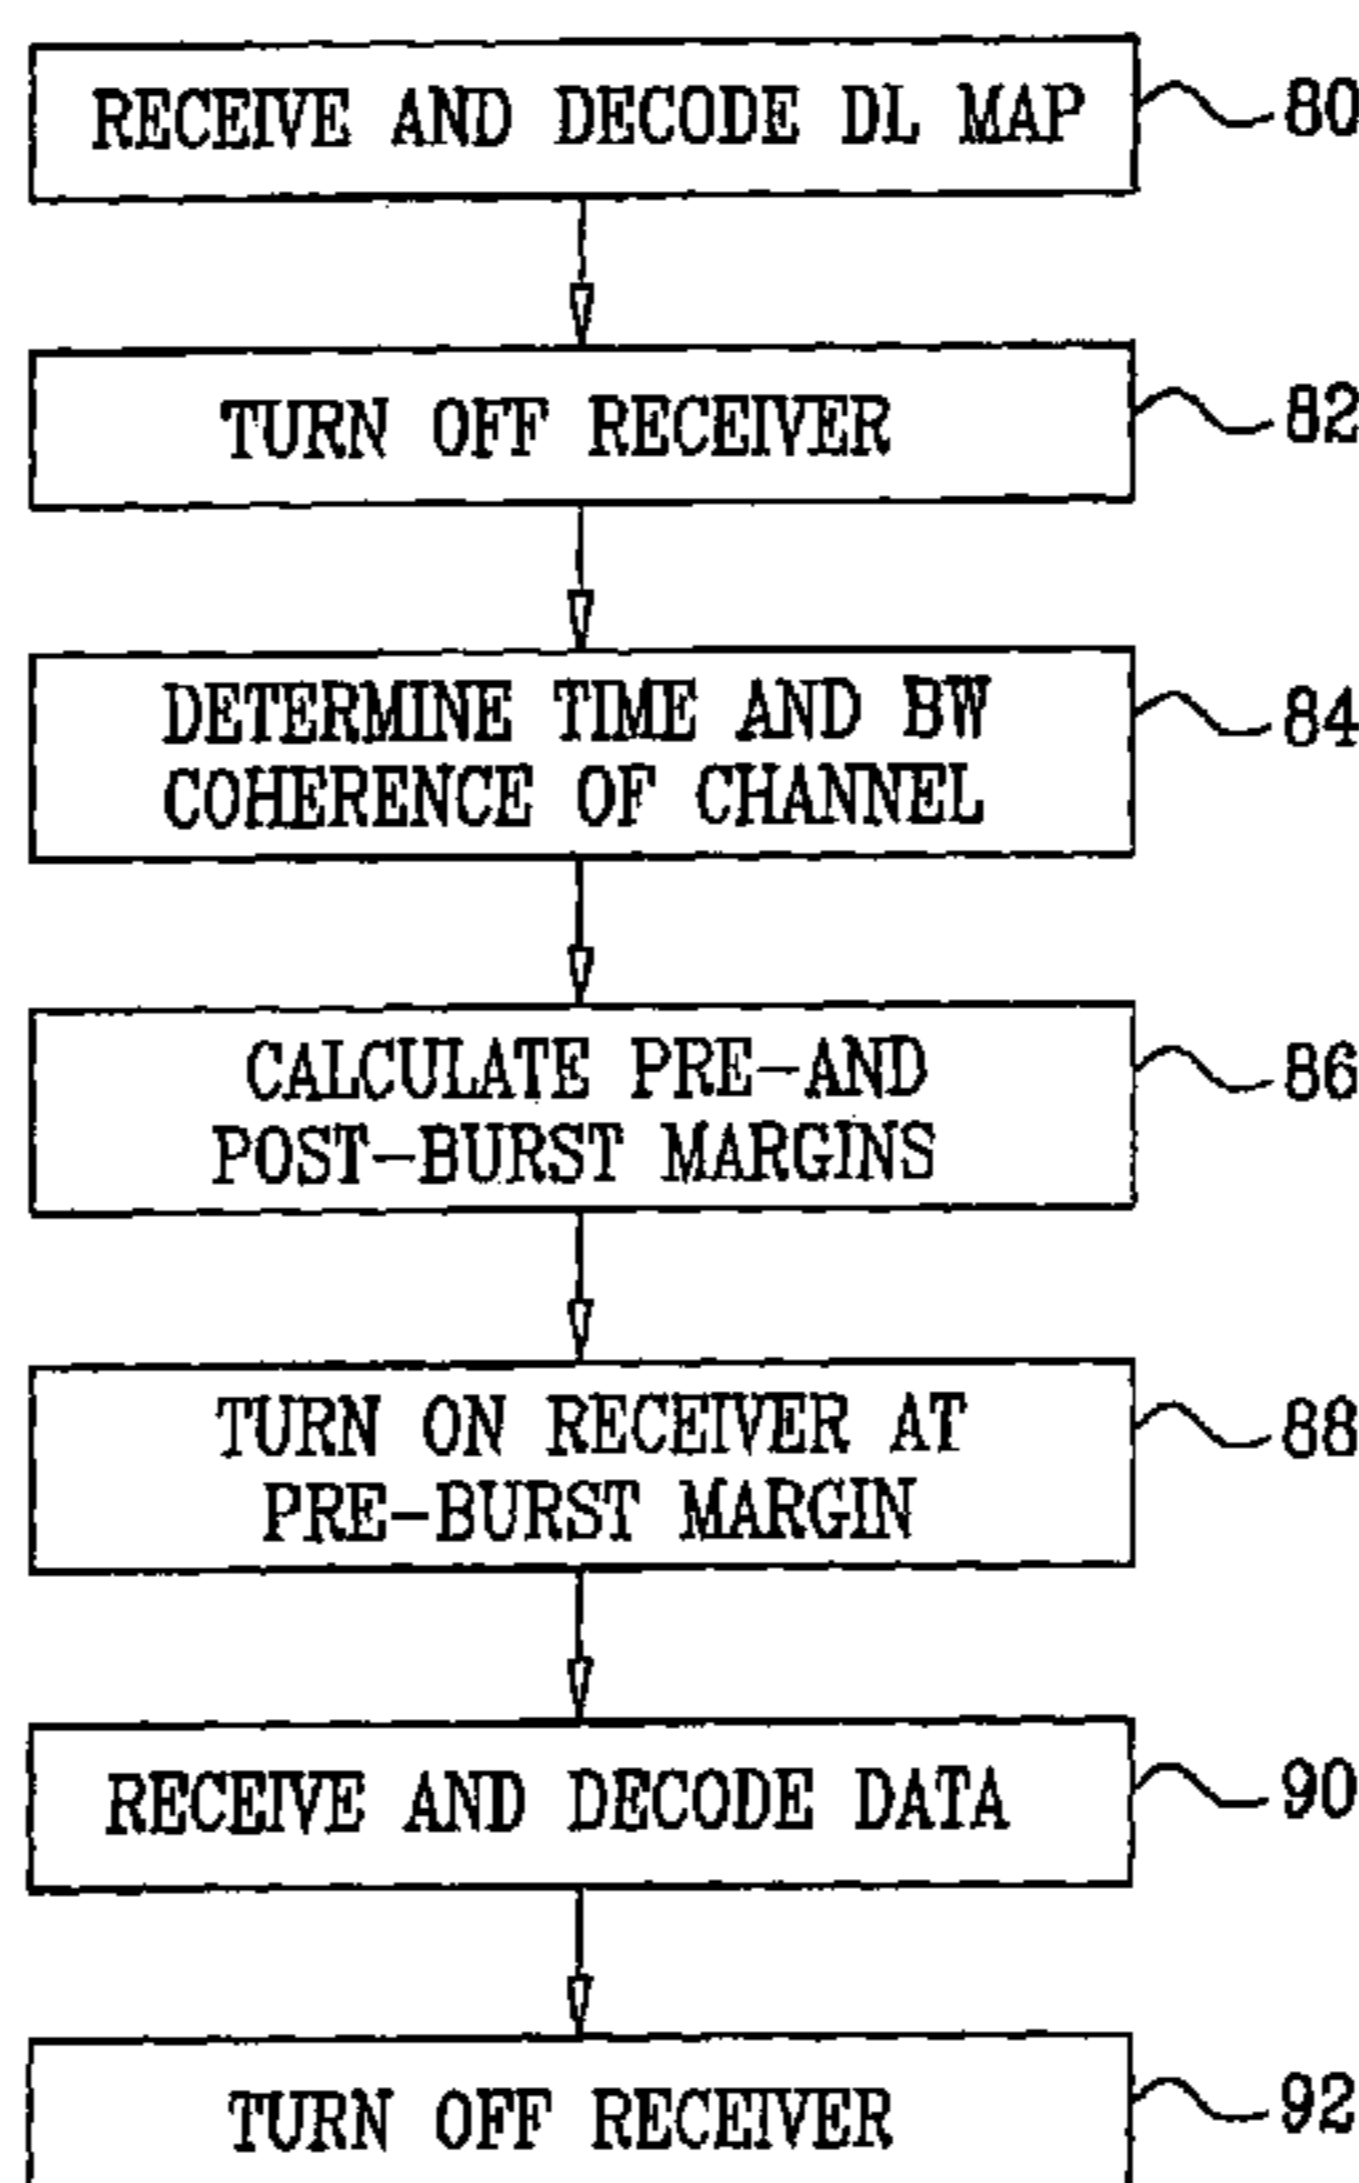 RECEIVE AND DECODE DL MAP
80
TURN OFF RECEIVER
82
DETERMINE TIME AND BW
COHERENCE OF CHANNEL
84
CALCULATE PRE-AND
POST-BURST MARGINS
86
TURN ON RECEIVER AT
PRE-BURST MARGIN
88
RECEIVE AND DECODE DATA
90
TURN OFF RECEIVER
92